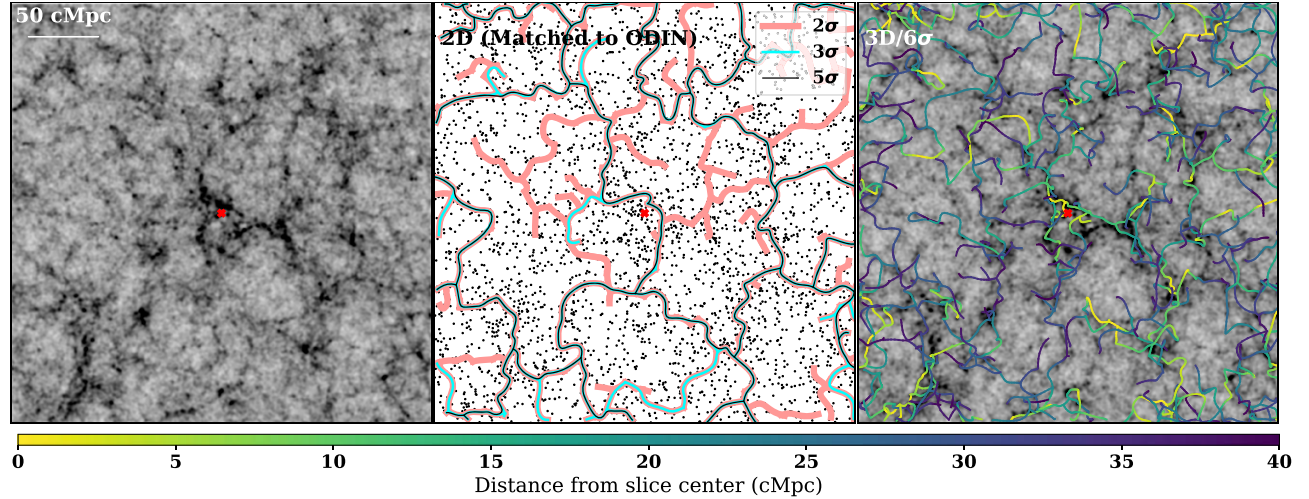 50 cMpc
2D (Matched to ODIN)
2σ
3σ
5σ
3D/6σ
0 5 10 15 20 25 30 35 40
Distance from slice center (cMpc)